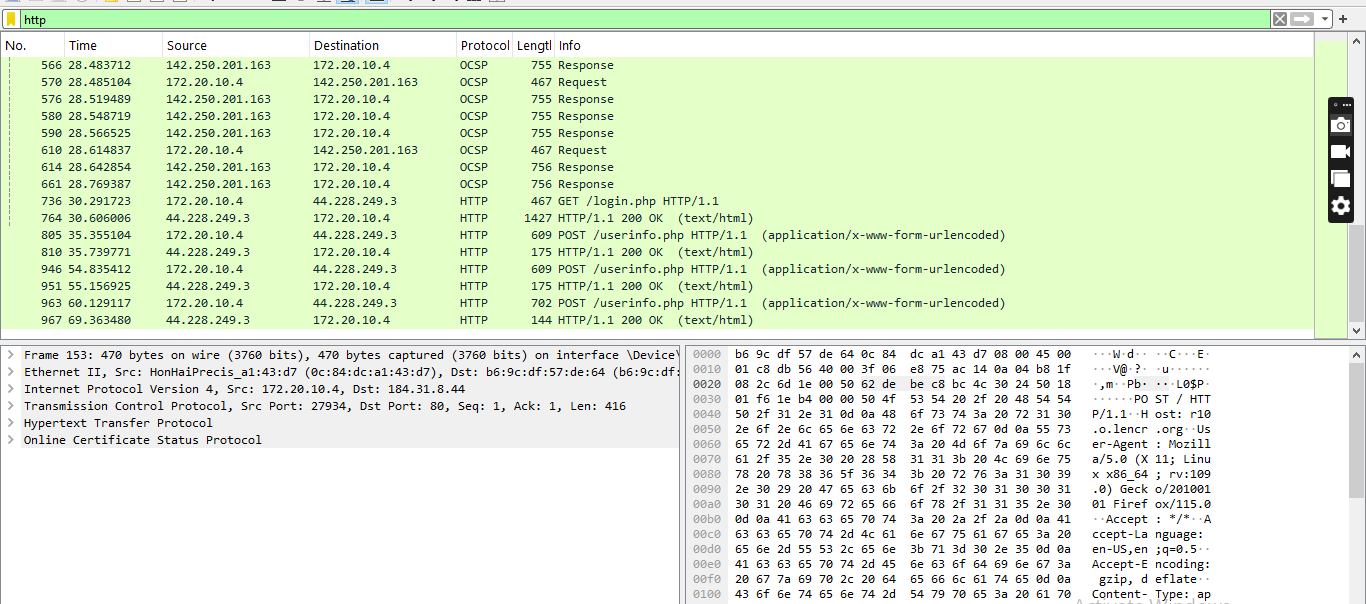 http
No. Time Source Destination Protocol Lengtl Info
566 28.483712 142.250.201.163 172.20.10.4 OCSP 755 Response
570 28.485104 172.20.10.4 142.250.201.163 OCSP 467 Request
576 28.519489 142.250.201.163 172.20.10.4 OCSP 755 Response
580 28.548719 142.250.201.163 172.20.10.4 OCSP 755 Response
590 28.566525 142.250.201.163 172.20.10.4 OCSP 755 Response
610 28.614837 172.20.10.4 142.250.201.163 OCSP 467 Request
614 28.642854 142.250.201.163 172.20.10.4 OCSP 756 Response
661 28.769387 142.250.201.163 172.20.10.4 OCSP 756 Response
736 30.291723 172.20.10.4 44.228.249.3 HTTP 467 GET /login.php HTTP/1.1
764 30.606006 44.228.249.3 172.20.10.4 HTTP 1427 HTTP/1.1 200 OK (text/html)
805 35.355104 172.20.10.4 44.228.249.3 HTTP 609 POST /userinfo.php HTTP/1.1 (application/x-www-form-urlencoded)
810 35.739771 44.228.249.3 172.20.10.4 HTTP 175 HTTP/1.1 200 OK (text/html)
946 54.835412 172.20.10.4 44.228.249.3 HTTP 609 POST /userinfo.php HTTP/1.1 (application/x-www-form-urlencoded)
951 55.156925 44.228.249.3 172.20.10.4 HTTP 175 HTTP/1.1 200 OK (text/html)
963 60.129117 172.20.10.4 44.228.249.3 HTTP 702 POST /userinfo.php HTTP/1.1 (application/x-www-form-urlencoded)
967 69.363480 44.228.249.3 172.20.10.4 HTTP 144 HTTP/1.1 200 OK (text/html)
Frame 153: 470 bytes on wire (3760 bits), 470 bytes captured (3760 bits) on interface \Device\
Ethernet II, Src: HonHaiPrecis_a1:43:d7 (0c:84:dc:a1:43:d7), Dst: b6:9c:df:57:de:64 (b6:9c:df:
Internet Protocol Version 4, Src: 172.20.10.4, Dst: 184.31.8.44
Transmission Control Protocol, Src Port: 27934, Dst Port: 80, Seq: 1, Ack: 1, Len: 416
Hypertext Transfer Protocol
Online Certificate Status Protocol
0000 b6 9c df 57 de 64 0c 84 dc a1 43 d7 08 00 45 00 ···W·d·· ··C···E·
0010 01 c8 db 56 40 00 3f 06 e8 75 ac 14 0a 04 b8 1f ···V@·?· ·u······
0020 08 2c 6d 1e 00 50 62 de be c8 bc 4c 30 24 50 18 ·,m··Pb· ···L0$P·
0030 01 f6 1e b4 00 00 50 4f 53 54 20 2f 20 48 54 54 ······PO ST / HTT
0040 50 2f 31 2e 31 0d 0a 48 6f 73 74 3a 20 72 31 30 P/1.1··H ost: r10
0050 2e 6f 2e 6c 65 6e 63 72 2e 6f 72 67 0d 0a 55 73 .o.lencr .org··Us
0060 65 72 2d 41 67 65 6e 74 3a 20 4d 6f 7a 69 6c 6c er-Agent : Mozill
0070 61 2f 35 2e 30 20 28 58 31 31 3b 20 4c 69 6e 75 a/5.0 (X 11; Linu
0080 78 20 78 38 36 5f 36 34 3b 20 72 76 3a 31 30 39 x x86_64 ; rv:109
0090 2e 30 29 20 47 65 63 6b 6f 2f 32 30 31 30 30 31 .0) Geck o/201001
00a0 30 31 20 46 69 72 65 66 6f 78 2f 31 31 35 2e 30 01 Firef ox/115.0
00b0 0d 0a 41 63 63 65 70 74 3a 20 2a 2f 2a 0d 0a 41 ··Accept : */*··A
00c0 63 63 65 70 74 2d 4c 61 6e 67 75 61 67 65 3a 20 ccept-La nguage:
00d0 65 6e 2d 55 53 2c 65 6e 3b 71 3d 30 2e 35 0d 0a en-US,en ;q=0.5··
00e0 41 63 63 65 70 74 2d 45 6e 63 6f 64 69 6e 67 3a Accept-E ncoding:
00f0 20 67 7a 69 70 2c 20 64 65 66 6c 61 74 65 0d 0a gzip, d eflate··
0100 43 6f 6e 74 65 6e 74 2d 54 79 70 65 3a 20 61 70 Content- Type: ap